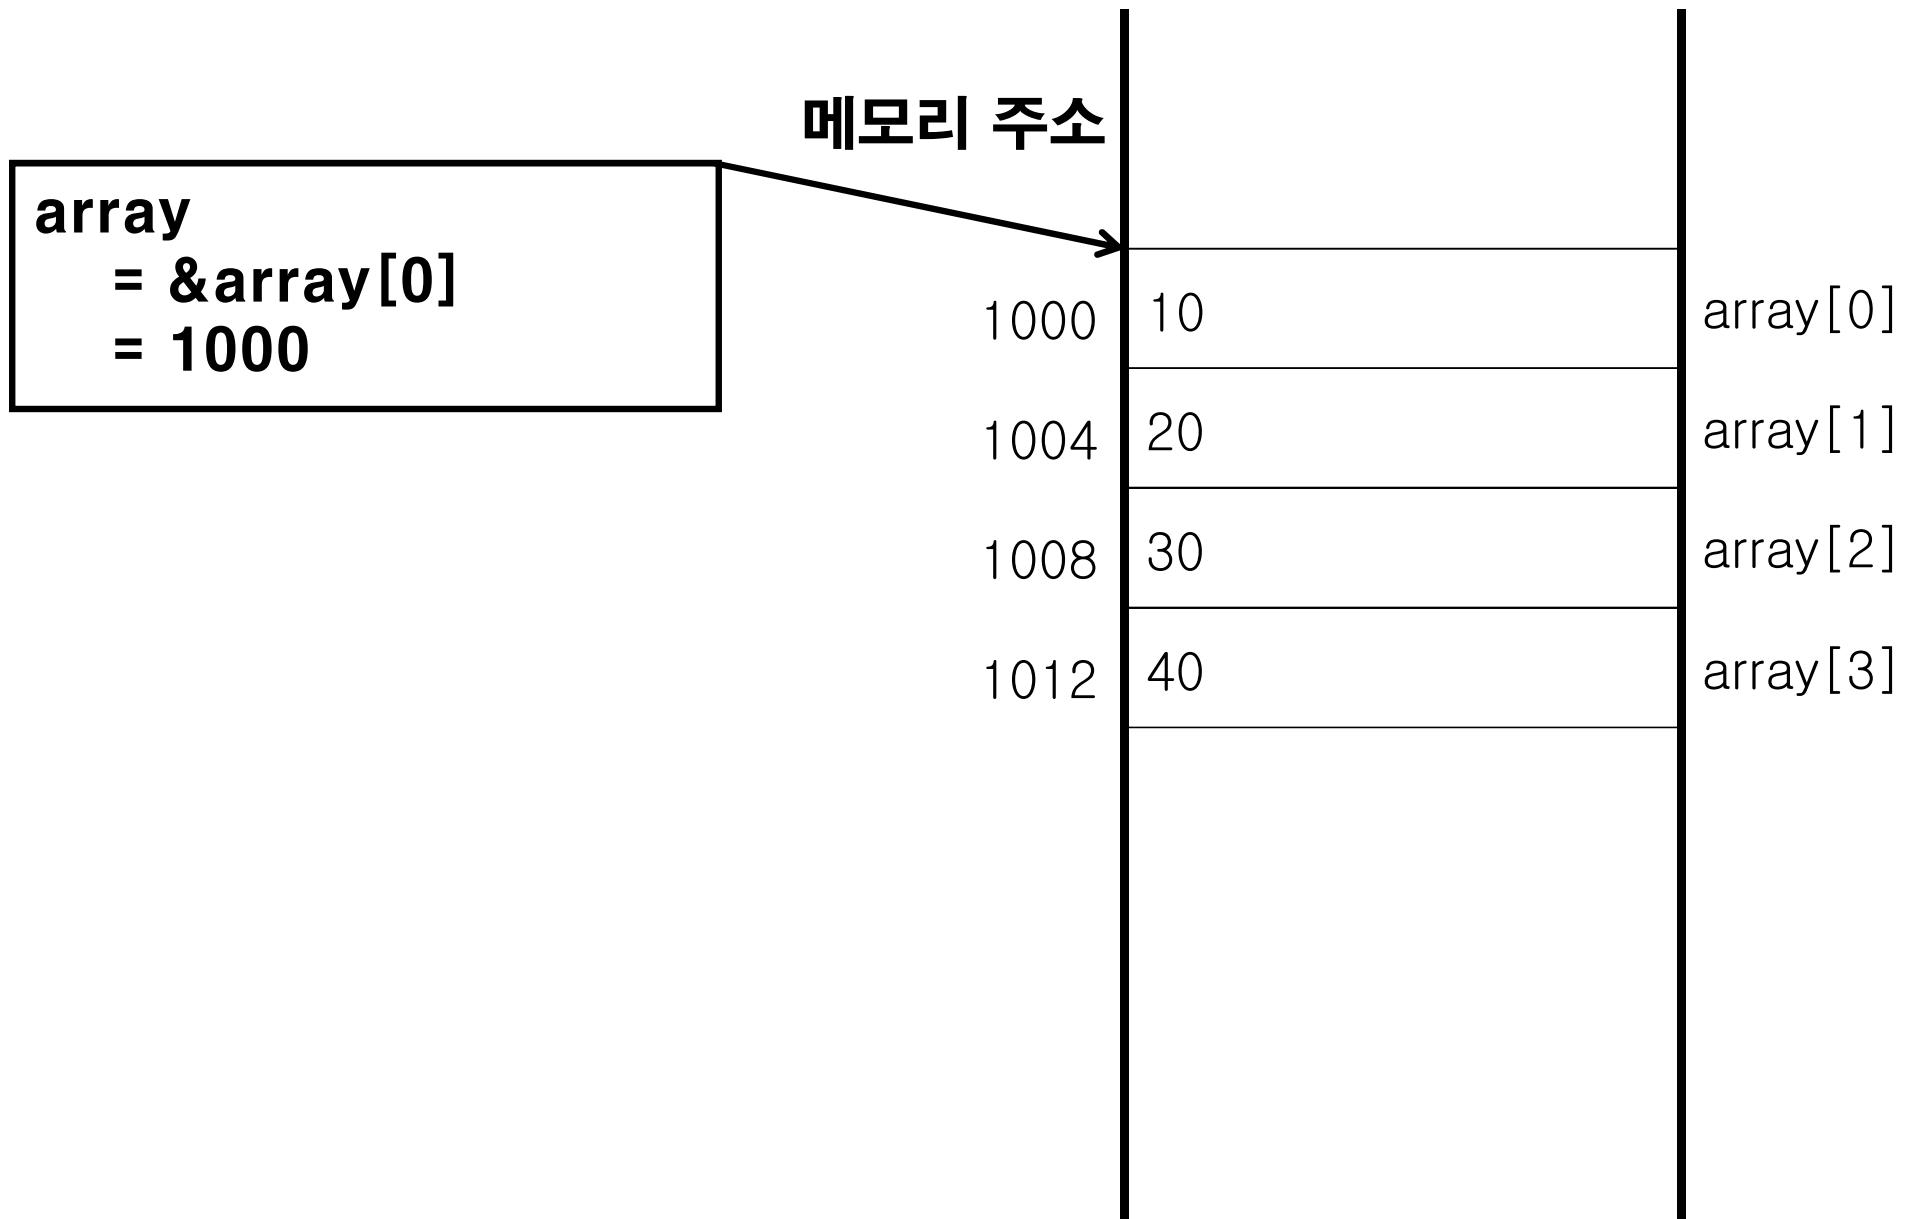 메모리 주소
array
= &array[0]
= 1000
1000 10 array[0]
1004 20 array[1]
1008 30 array[2]
1012 40 array[3]